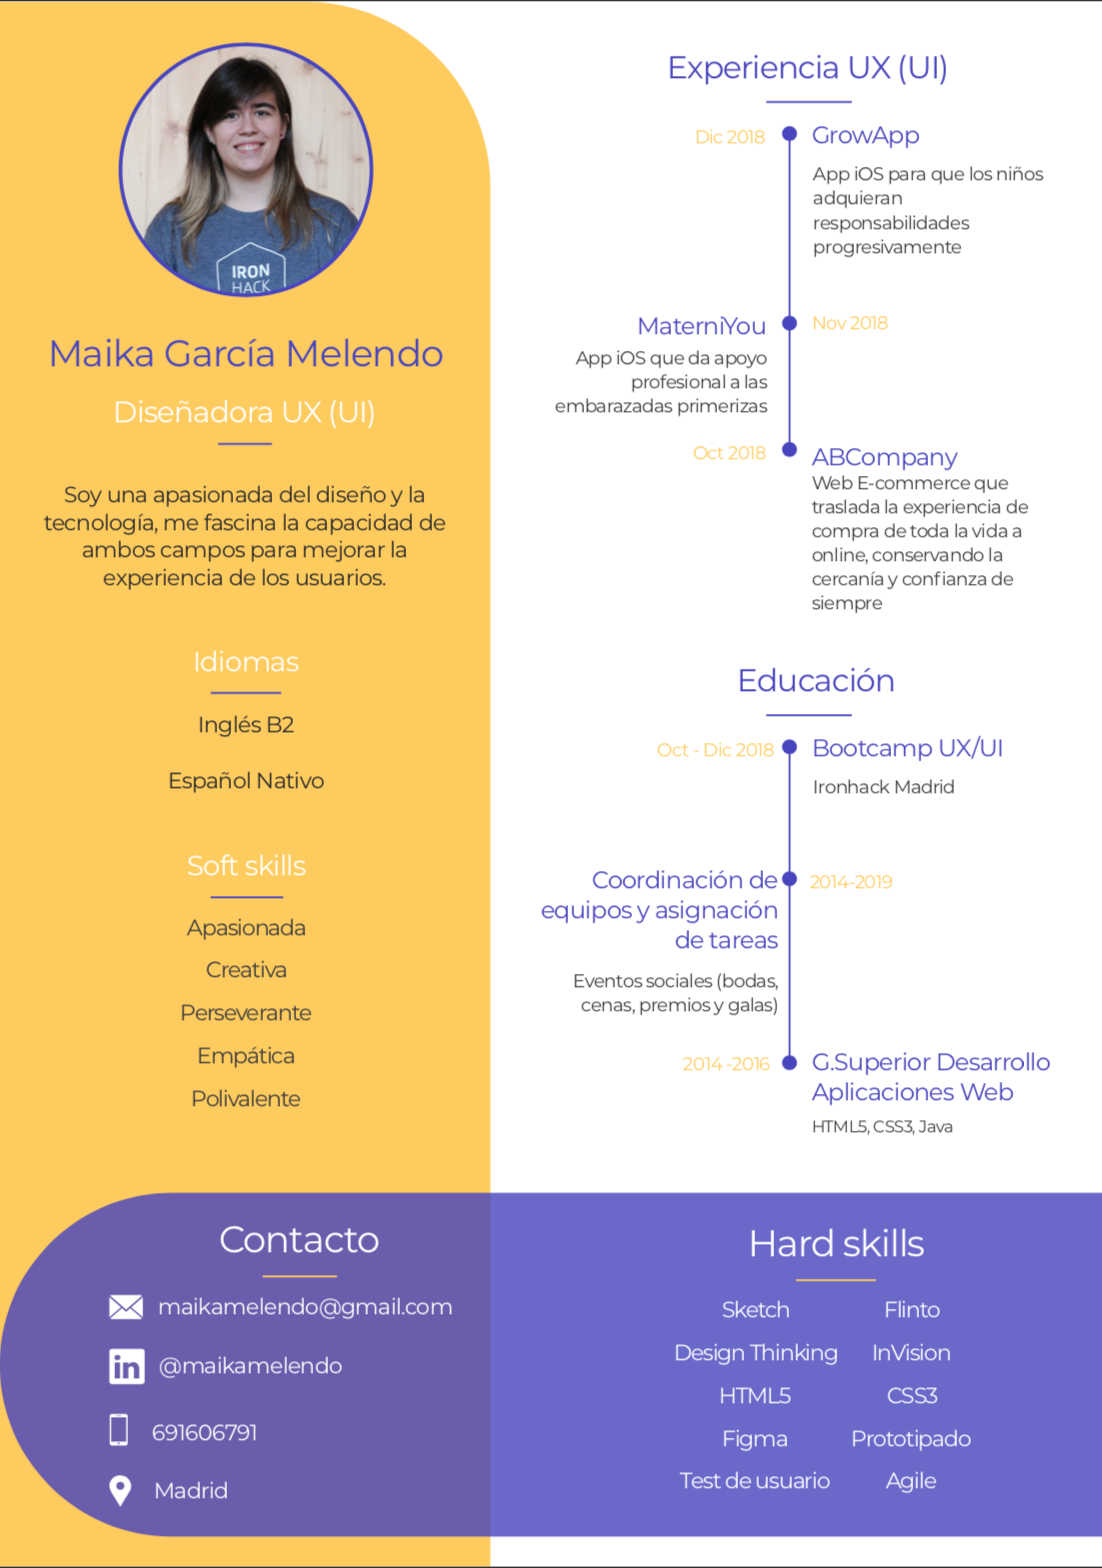 IRON
HACK
Maika García Melendo
Diseñadora UX (UI)
Soy una apasionada del diseño y la
tecnología, me fascina la capacidad de
ambos campos para mejorar la
experiencia de los usuarios.
Idiomas
Inglés B2
Español Nativo
Soft skills
Apasionada
Creativa
Perseverante
Empática
Polivalente
Experiencia UX (UI)
Dic 2018
GrowApp
App iOS para que los niños
adquieran
responsabilidades
progresivamente
MaterniYou
Nov 2018
App iOS que da apoyo
profesional a las
embarazadas primerizas
Oct 2018
ABCompany
Web E-commerce que
traslada la experiencia de
compra de toda la vida a
online, conservando la
cercanía y confianza de
siempre
Educación
Oct - Dic 2018
Bootcamp UX/UI
Ironhack Madrid
Coordinación de
equipos y asignación
de tareas
2014-2019
Eventos sociales (bodas,
cenas, premios y galas)
2014 -2016
G.Superior Desarrollo
Aplicaciones Web
HTML5, CSS3, Java
Contacto
maikamelendo@gmail.com
in @maikamelendo
691606791
Madrid
Hard skills
Sketch Flinto
Design Thinking InVision
HTML5 CSS3
Figma Prototipado
Test de usuario Agile